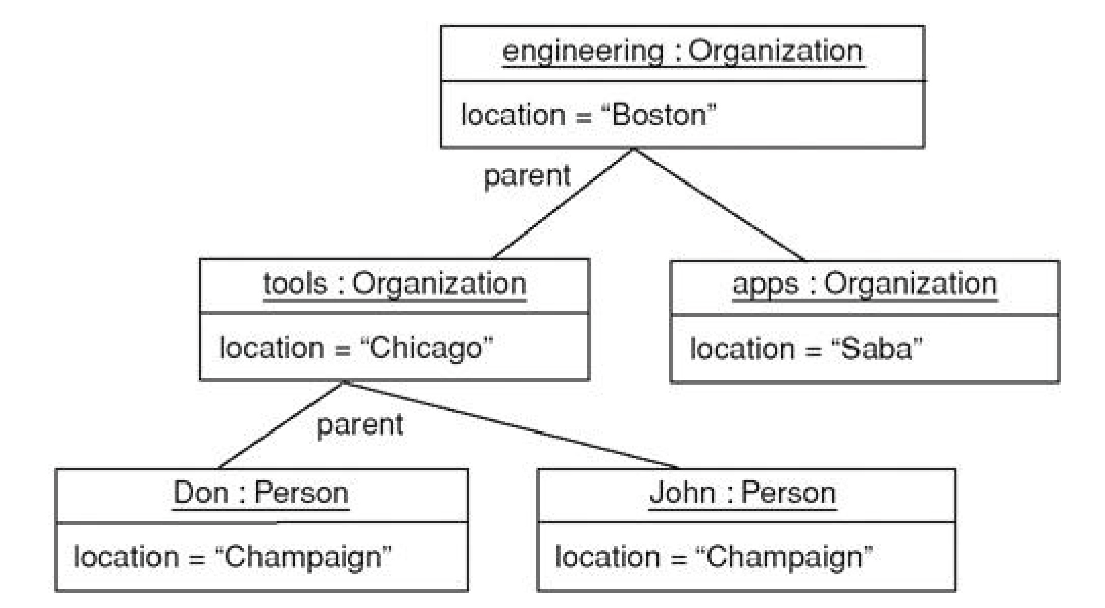 engineering : Organization
location = “Boston”
parent
tools : Organization
apps : Organization
location = “Chicago”
location = “Saba”
parent
Don : Person
John : Person
location = “Champaign”
location = “Champaign”